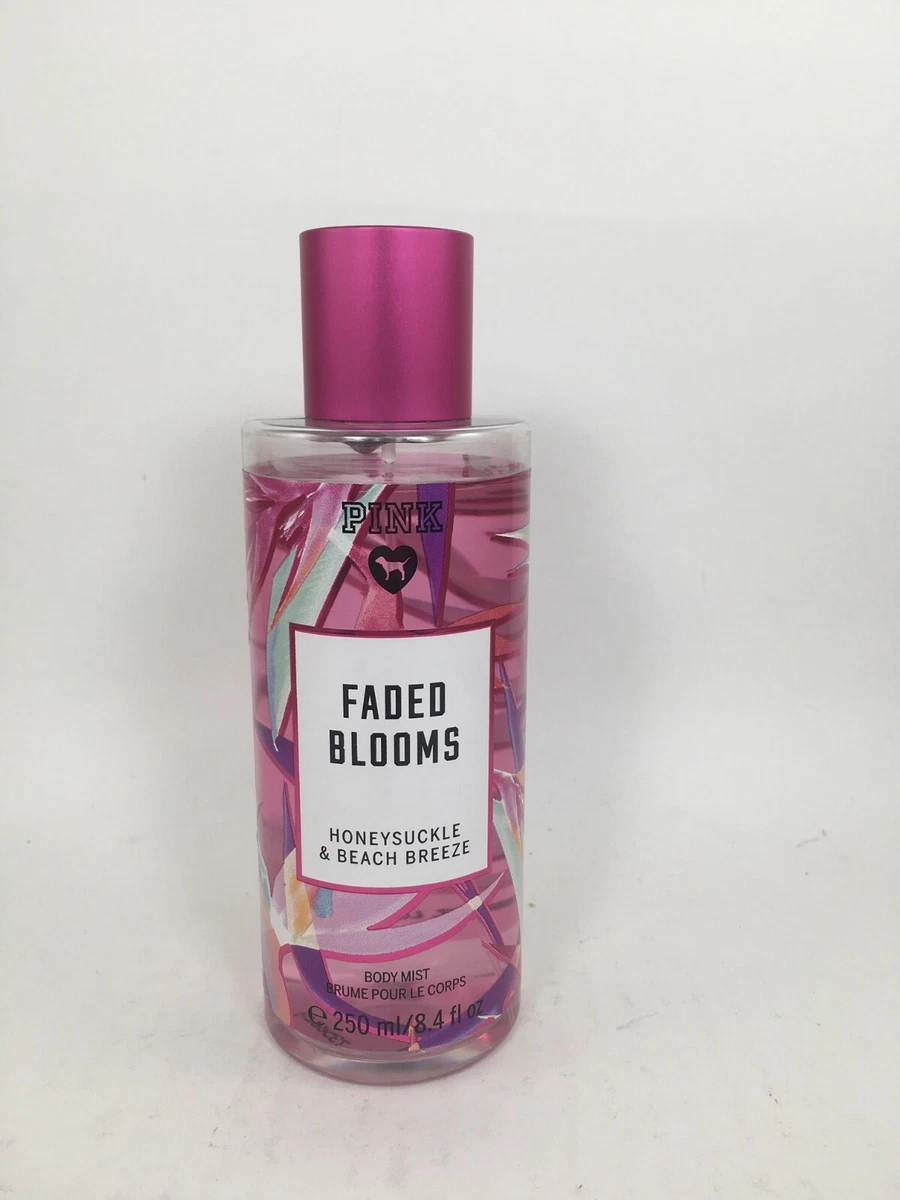 PINK
FADED
BLOOMS
HONEYSUCKLE
& BEACH BREEZE
BODY MIST
BRUME POUR LE CORPS
℮ 250 ml/8.4 fl oz